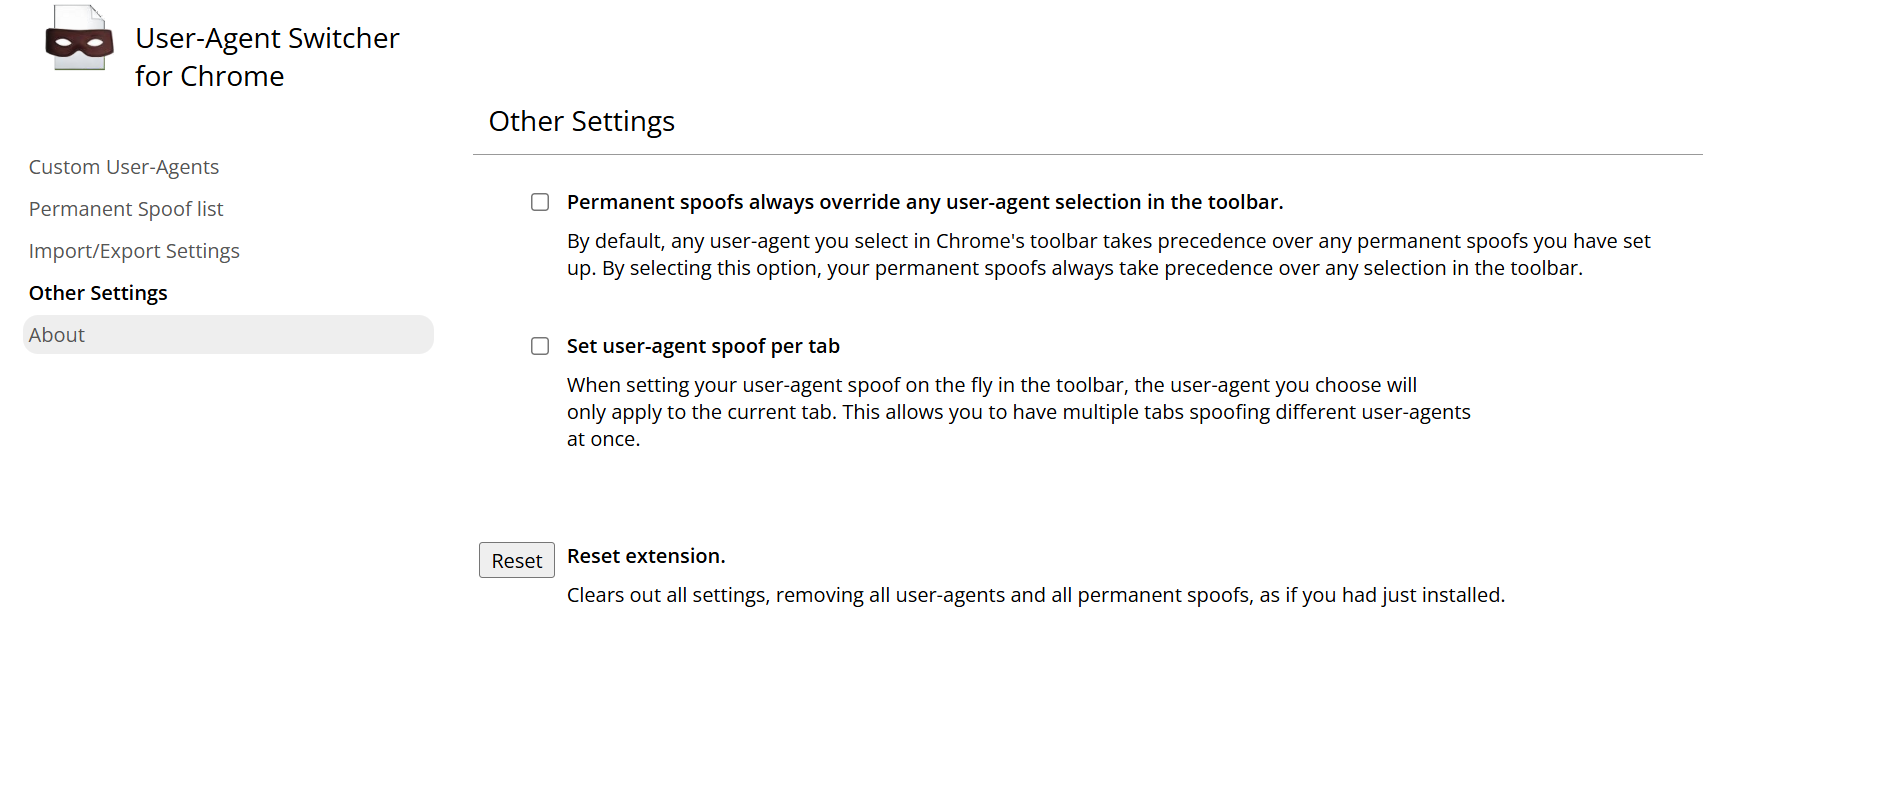 User-Agent Switcher
for Chrome
Custom User-Agents
Permanent Spoof list
Import/Export Settings
Other Settings
About
Other Settings
Permanent spoofs always override any user-agent selection in the toolbar.
By default, any user-agent you select in Chrome's toolbar takes precedence over any permanent spoofs you have set
up. By selecting this option, your permanent spoofs always take precedence over any selection in the toolbar.
Set user-agent spoof per tab
When setting your user-agent spoof on the fly in the toolbar, the user-agent you choose will
only apply to the current tab. This allows you to have multiple tabs spoofing different user-agents
at once.
Reset
Reset extension.
Clears out all settings, removing all user-agents and all permanent spoofs, as if you had just installed.